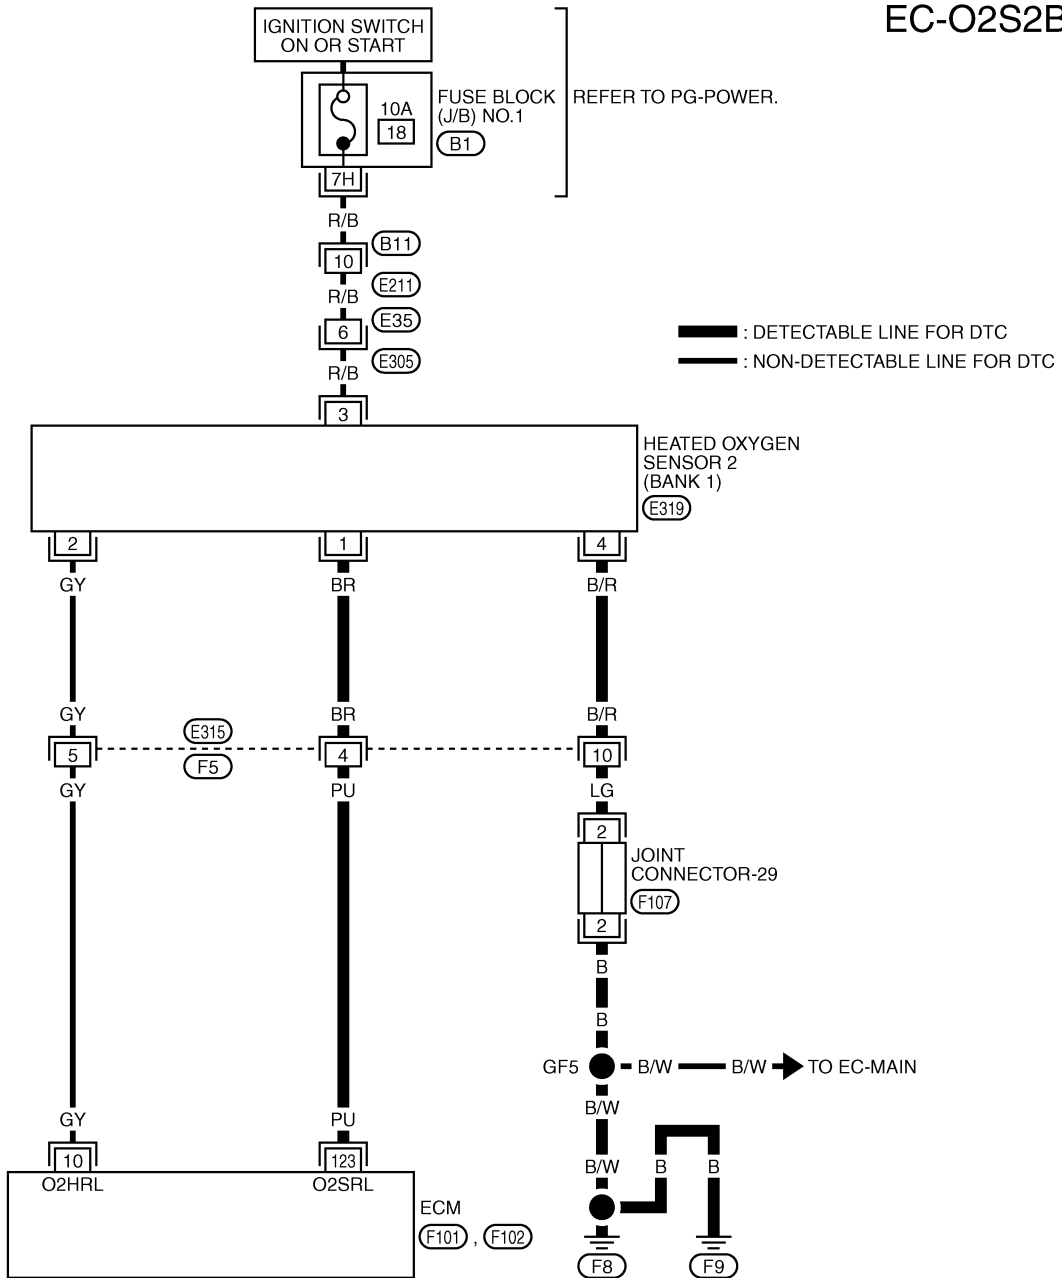 EC-O2S2B
IGNITION SWITCH
ON OR START
FUSE BLOCK
(J/B) NO.1
B1
REFER TO PG-POWER.
10A
18
7H
R/B
B11
10
E211
R/B
E35
6
E305
R/B
3
: DETECTABLE LINE FOR DTC
: NON-DETECTABLE LINE FOR DTC
HEATED OXYGEN
SENSOR 2
(BANK 1)
E319
2
1
4
GY
BR
B/R
GY
BR
B/R
E315
5
4
10
F5
GY
PU
LG
2
JOINT
CONNECTOR-29
F107
2
B
B
GF5
B/W
B/W
TO EC-MAIN
B/W
GY
PU
B/W
B
B
10
123
O2HRL
O2SRL
ECM
F101 , F102
F8
F9